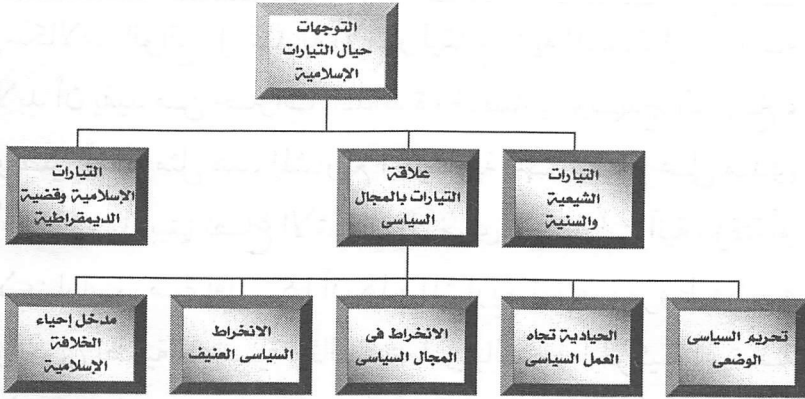 التوجهات
حيال التيارات
الإسلامية
التيارات
الشيعية
والسنية
علاقة
التيارات بالمجال
السياسى
التيارات
الإسلامية وقضية
الديمقراطية
تحريم السياسى
الوضعى
الحيادية تجاه
العمل السياسى
الانخراط فى
المجال السياسى
الانخراط
السياسى العنيف
مدخل إحياء
الخلافة
الإسلامية